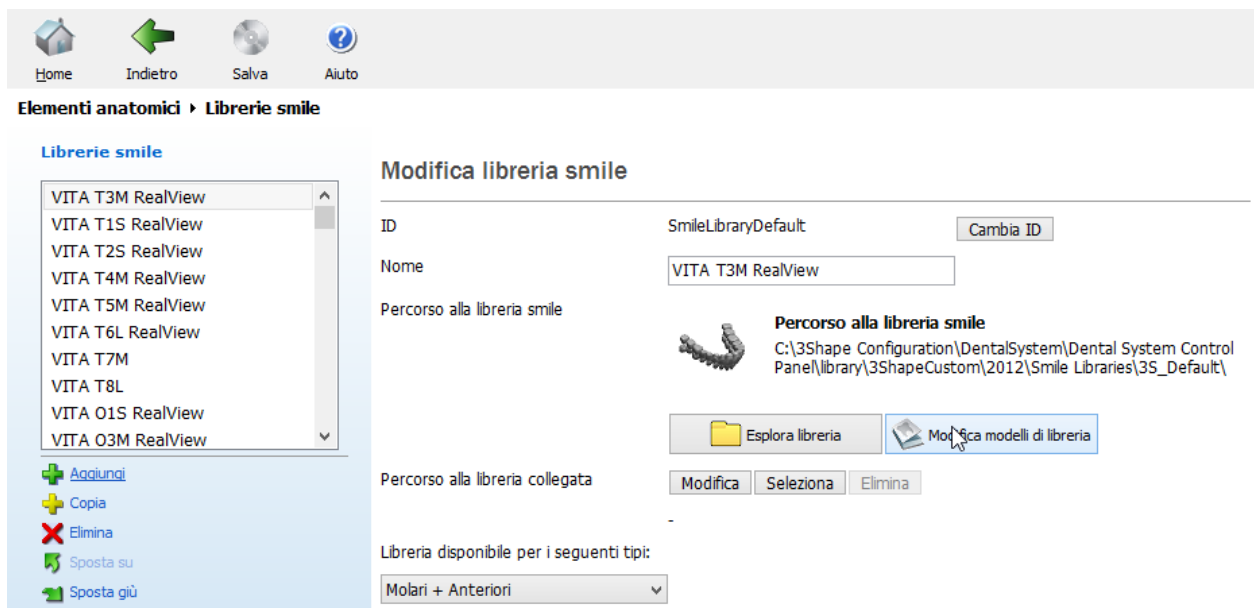 Home Indietro Salva Aiuto
Elementi anatomici ▸ Librerie smile
Librerie smile
VITA T3M RealView
VITA T1S RealView
VITA T2S RealView
VITA T4M RealView
VITA T5M RealView
VITA T6L RealView
VITA T7M
VITA T8L
VITA O1S RealView
VITA O3M RealView
Aggiungi
Copia
Elimina
Sposta su
Sposta giù
Modifica libreria smile
ID SmileLibraryDefault Cambia ID
Nome VITA T3M RealView
Percorso alla libreria smile
Percorso alla libreria smile
C:\3Shape Configuration\DentalSystem\Dental System Control
Panel\library\3ShapeCustom\2012\Smile Libraries\3S_Default\
Esplora libreria Modifica modelli di libreria
Percorso alla libreria collegata Modifica Seleziona Elimina
-
Libreria disponibile per i seguenti tipi:
Molari + Anteriori